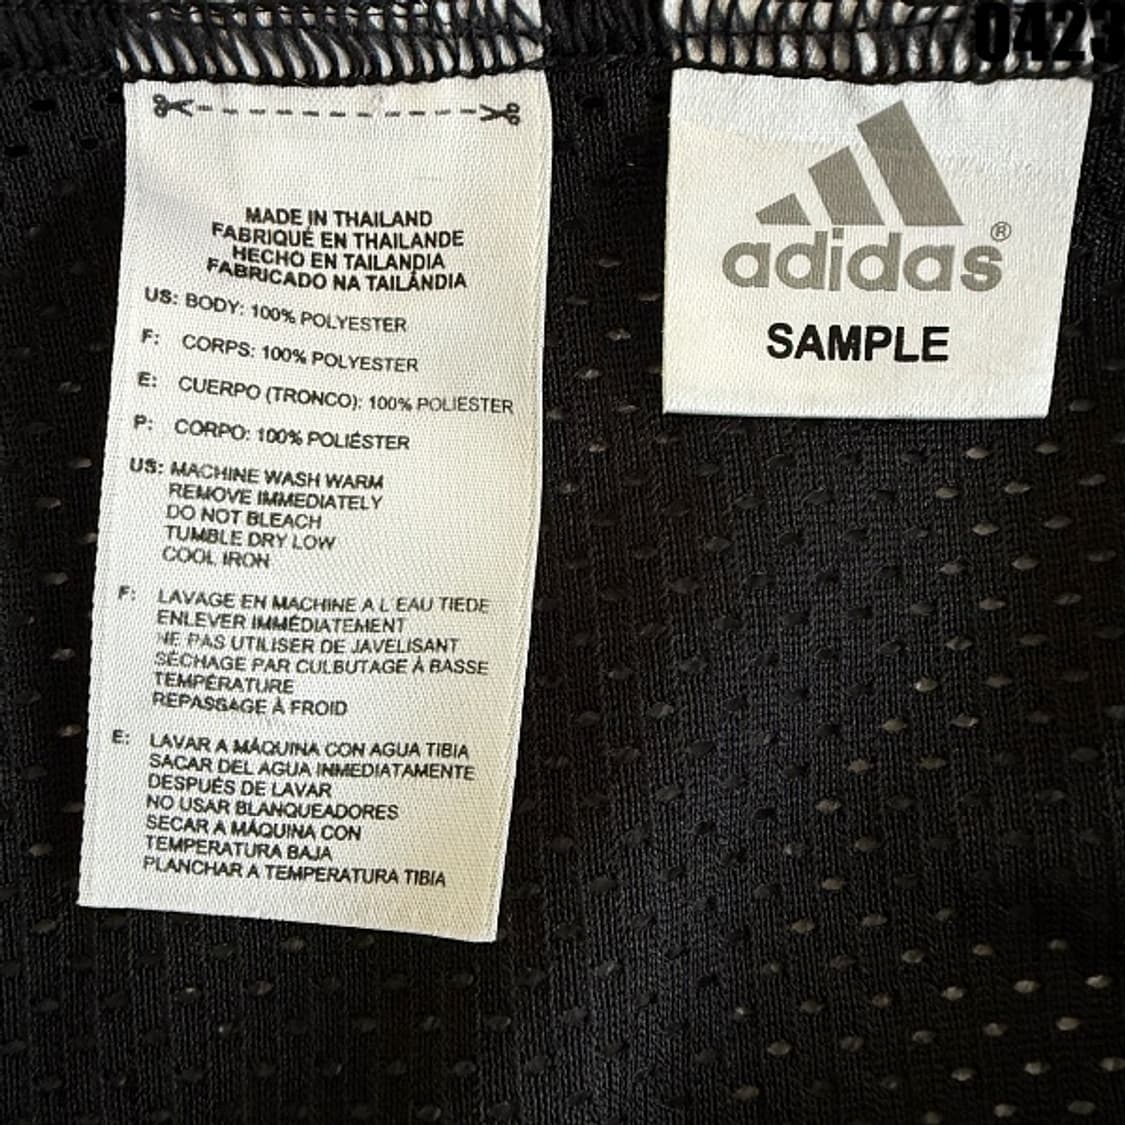 0423
MADE IN THAILAND
FABRIQUÉ EN THAILANDE
HECHO EN TAILANDIA
FABRICADO NA TAILÂNDIA
US: BODY: 100% POLYESTER
F: CORPS: 100% POLYESTER
E: CUERPO (TRONCO): 100% POLIESTER
P: CORPO: 100% POLIÉSTER
US: MACHINE WASH WARM
REMOVE IMMEDIATELY
DO NOT BLEACH
TUMBLE DRY LOW
COOL IRON
F: LAVAGE EN MACHINE A L EAU TIEDE
ENLEVER IMMÉDIATEMENT
NE PAS UTILISER DE JAVELISANT
SÉCHAGE PAR CULBUTAGE À BASSE
TEMPÉRATURE
REPASSAGE À FROID
E: LAVAR A MÁQUINA CON AGUA TIBIA
SACAR DEL AGUA INMEDIATAMENTE
DESPUÉS DE LAVAR
NO USAR BLANQUEADORES
SECAR A MÁQUINA CON
TEMPERATURA BAJA
PLANCHAR A TEMPERATURA TIBIA
adidas®
SAMPLE